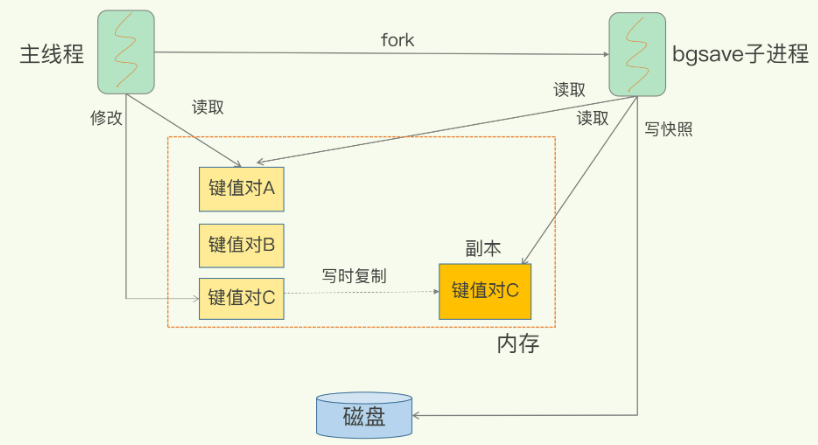 fork
主线程
bgsave子进程
修改
读取
读取
读取
写快照
键值对A
键值对B
副本
写时复制
键值对C
键值对C
内存
磁盘